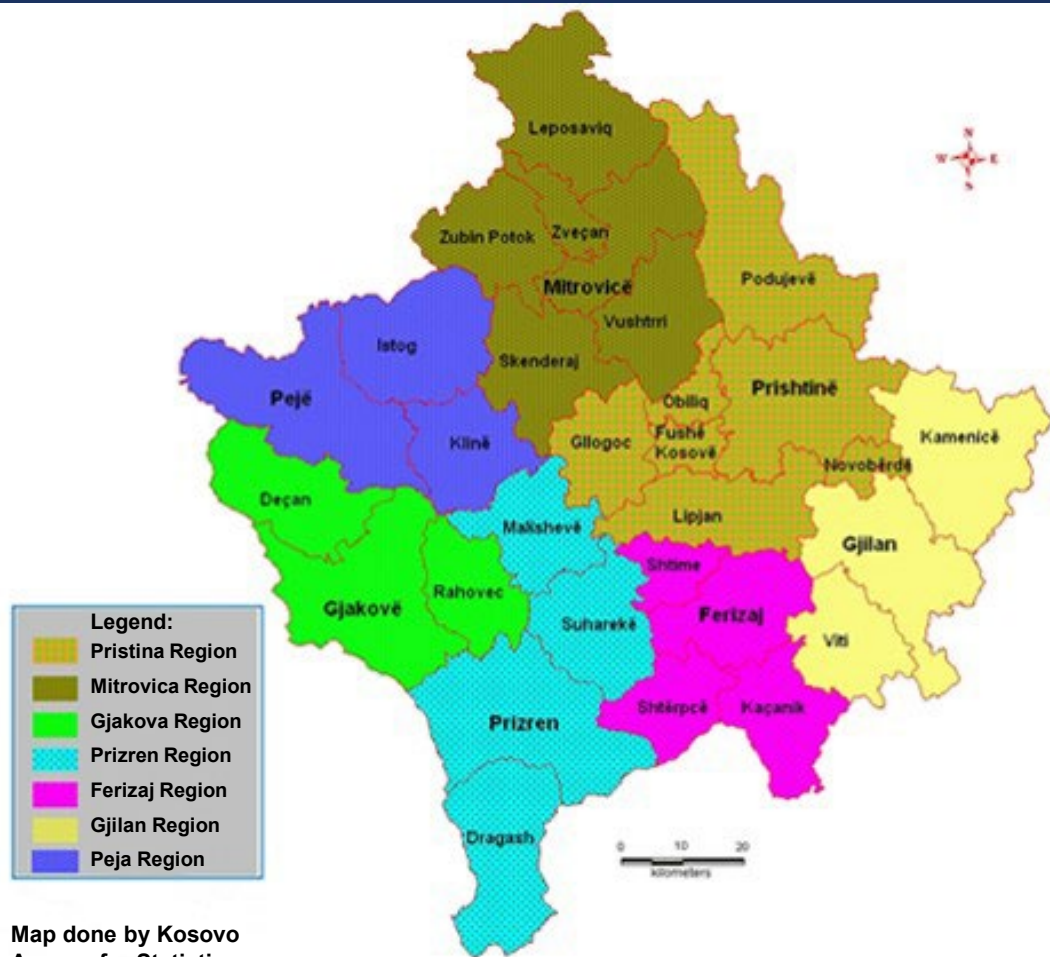 Leposaviq
N
W E
S
Zubin Potok
Zveçan
Podujevë
Mitrovicë
Vushtrri
Istog
Skenderaj
Prishtinë
Pejë
Obiliq
Kamenicë
Klinë
Gllogoc
Fushë
Kosovë
Novobërdë
Deçan
Malishevë
Lipjan
Gjilan
Shtime
Rahovec
Gjakovë
Ferizaj
Suharekë
Viti
Shtërpcë
Kaçanik
Prizren
Dragash
0 10 20
kilometers
Legend:
Pristina Region
Mitrovica Region
Gjakova Region
Prizren Region
Ferizaj Region
Gjilan Region
Peja Region
Map done by Kosovo